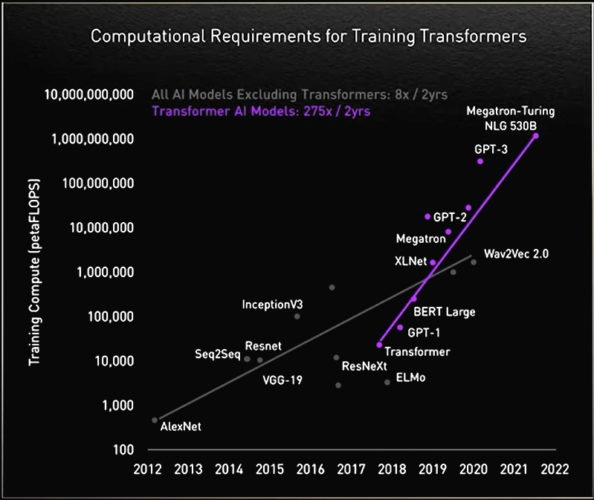 Computational Requirements for Training Transformers
All AI Models Excluding Transformers: 8x / 2yrs
Transformer AI Models: 275x / 2yrs
Training Compute (petaFLOPS)
10,000,000,000
1,000,000,000
100,000,000
10,000,000
1,000,000
100,000
10,000
1,000
100
Megatron-Turing
NLG 530B
GPT-3
GPT-2
Megatron
XLNet
Wav2Vec 2.0
InceptionV3
BERT Large
GPT-1
Seq2Seq
Resnet
Transformer
VGG-19
ResNeXt
ELMo
AlexNet
2012 2013 2014 2015 2016 2017 2018 2019 2020 2021 2022